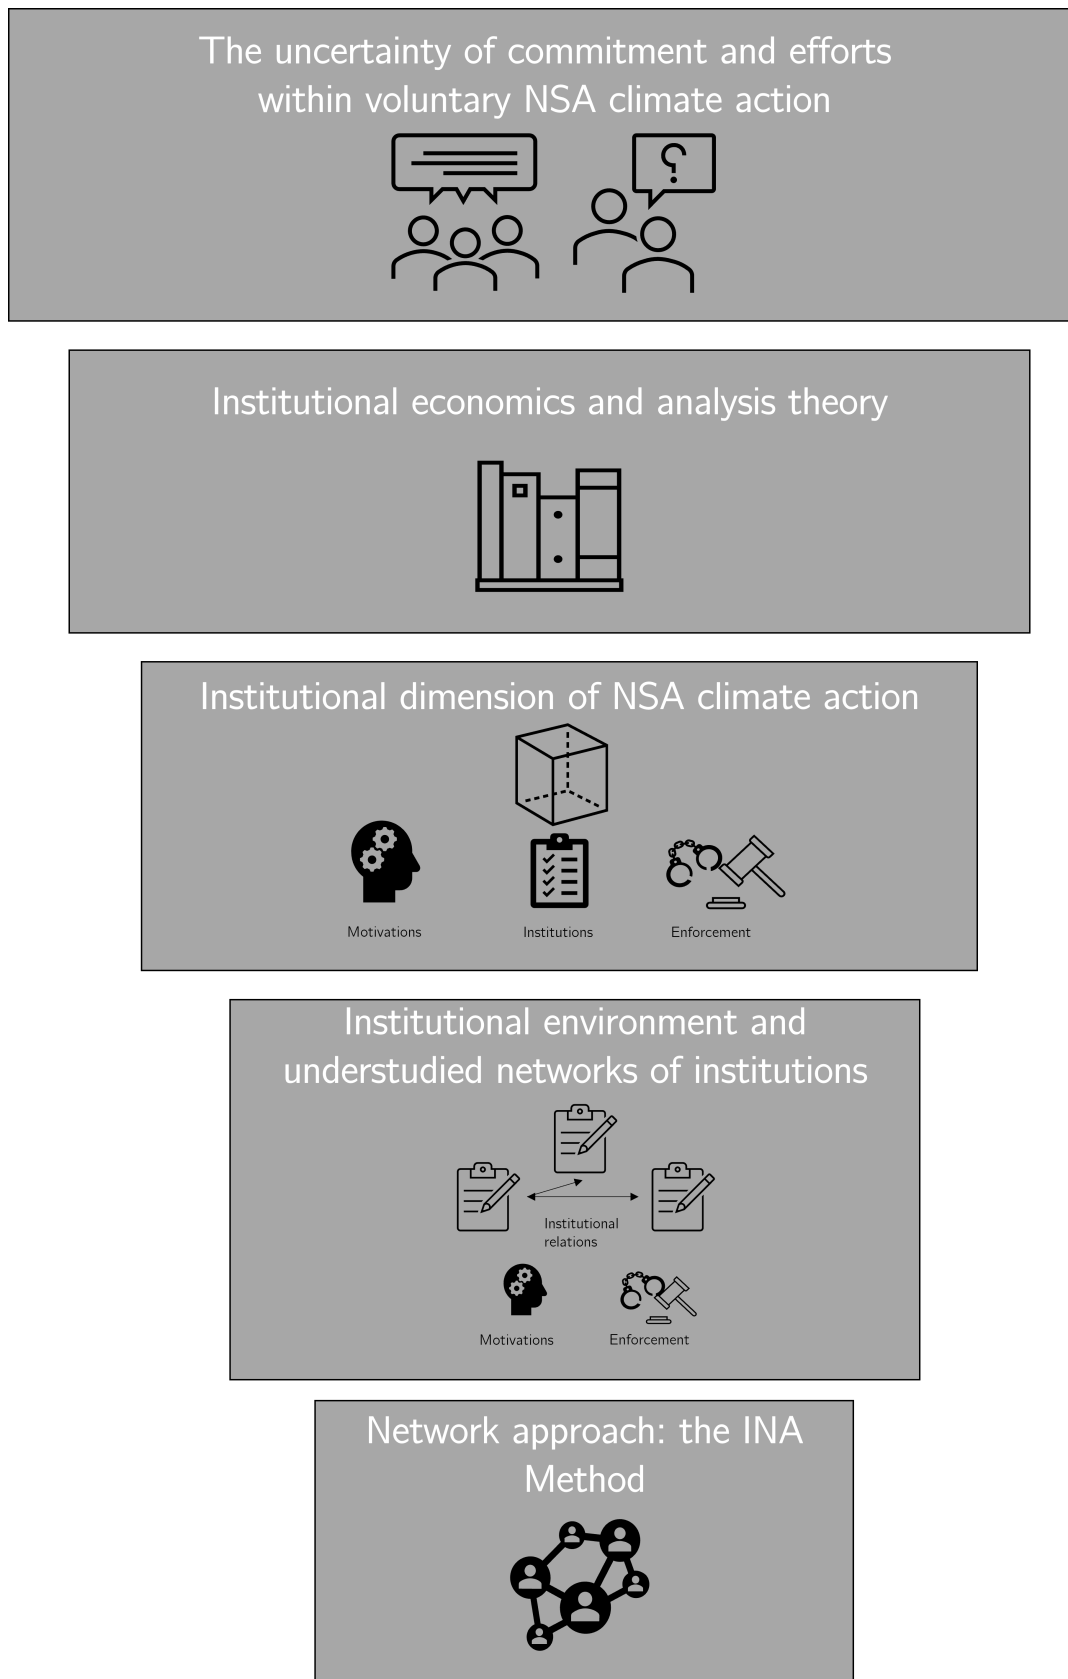 The uncertainty of commitment and efforts
within voluntary NSA climate action
?
Institutional economics and analysis theory
Institutional dimension of NSA climate action
Motivations
Institutions
Enforcement
Institutional environment and
understudied networks of institutions
Institutional
relations
Motivations
Enforcement
Network approach: the INA
Method